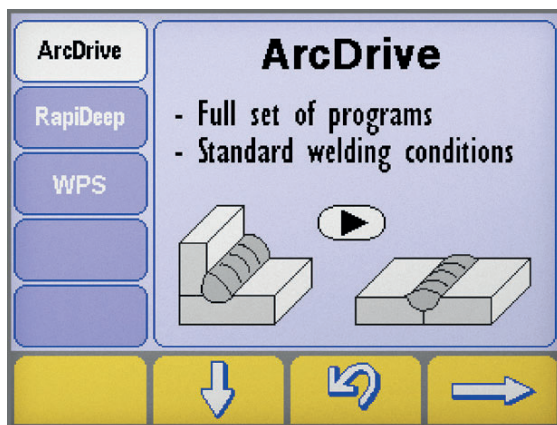 ArcDrive
RapiDeep
WPS
ArcDrive
- Full set of programs
- Standard welding conditions